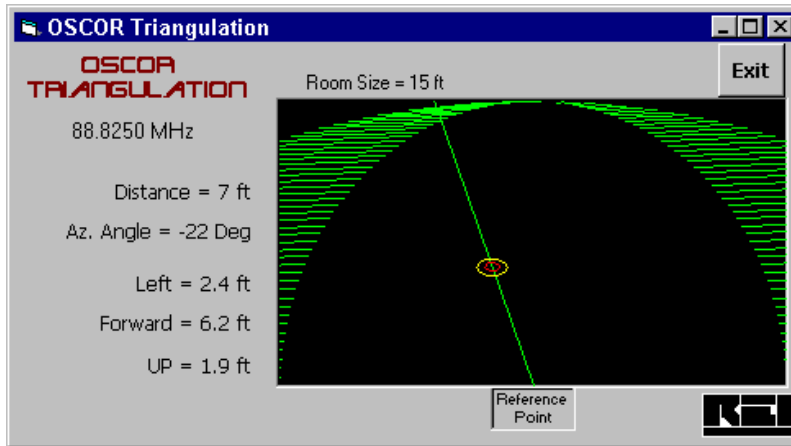 OSCOR Triangulation
OSCOR
TRIANGULATION
Exit
Room Size = 15 ft
88.8250 MHz
Distance = 7 ft
Az. Angle = -22 Deg
Left = 2.4 ft
Forward = 6.2 ft
UP = 1.9 ft
Reference
Point